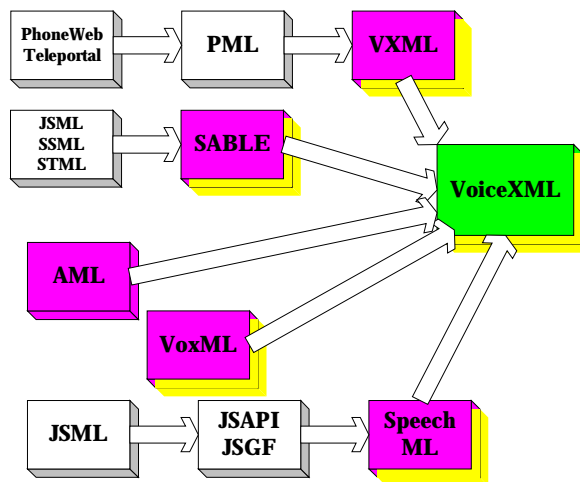 PhoneWeb
Teleportal
PML
VXML
JSML
SSML
STML
SABLE
VoiceXML
AML
VoxML
JSML
JSAPI
JSGF
Speech
ML